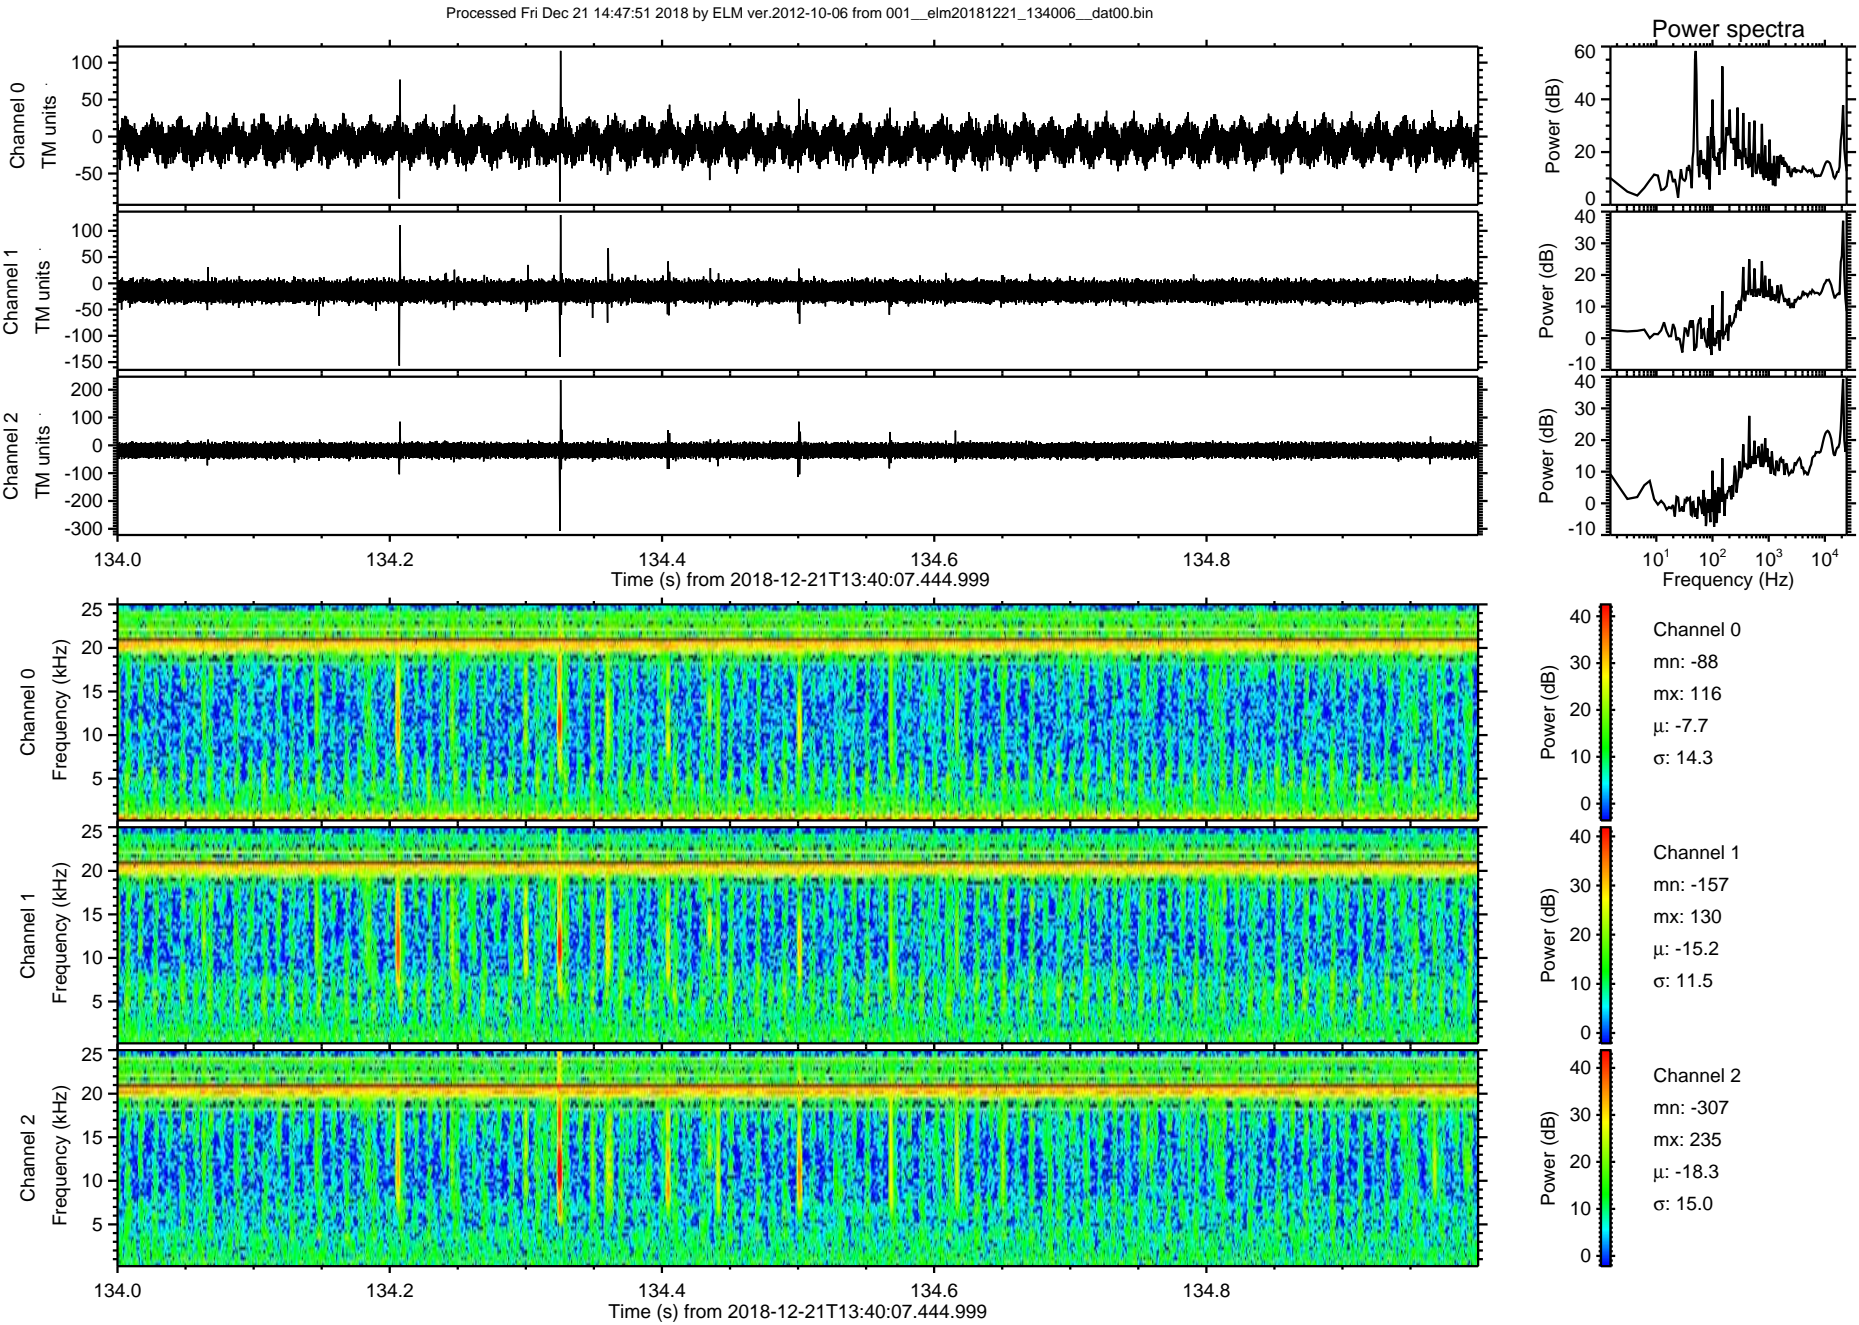 Processed Fri Dec 21 14:47:51 2018 by ELM ver.2012-10-06 from 001__elm20181221_134006__dat00.bin
Power spectra
Channel 0
TM units
100
50
0
-50
Power (dB)
60
40
20
0
Channel 1
TM units
100
50
0
-50
-100
-150
Power (dB)
40
30
20
10
0
-10
Channel 2
TM units
200
100
0
-100
-200
-300
Power (dB)
40
30
20
10
0
-10
134.0 134.2 134.4 134.6 134.8
Time (s) from 2018-12-21T13:40:07.444.999
10^1 10^2 10^3 10^4
Frequency (Hz)
Channel 0
Frequency (kHz)
25
20
15
10
5
Power (dB)
40
30
20
10
0
Channel 0
mn: -88
mx: 116
μ: -7.7
σ: 14.3
Channel 1
Frequency (kHz)
25
20
15
10
5
Power (dB)
40
30
20
10
0
Channel 1
mn: -157
mx: 130
μ: -15.2
σ: 11.5
Channel 2
Frequency (kHz)
25
20
15
10
5
Power (dB)
40
30
20
10
0
Channel 2
mn: -307
mx: 235
μ: -18.3
σ: 15.0
134.0 134.2 134.4 134.6 134.8
Time (s) from 2018-12-21T13:40:07.444.999